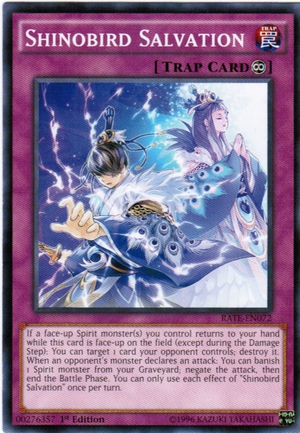 SHINOBIRD SALVATION
TRAP
罠
[TRAP CARD∞]
RATE-EN072
If a face-up Spirit monster(s) you control returns to your hand
while this card is face-up on the field (except during the Damage
Step): You can target 1 card your opponent controls; destroy it.
When an opponent's monster declares an attack: You can banish
1 Spirit monster from your Graveyard; negate the attack, then
end the Battle Phase. You can only use each effect of "Shinobird
Salvation" once per turn.
00276357
1st Edition
©1996 KAZUKI TAKAHASHI